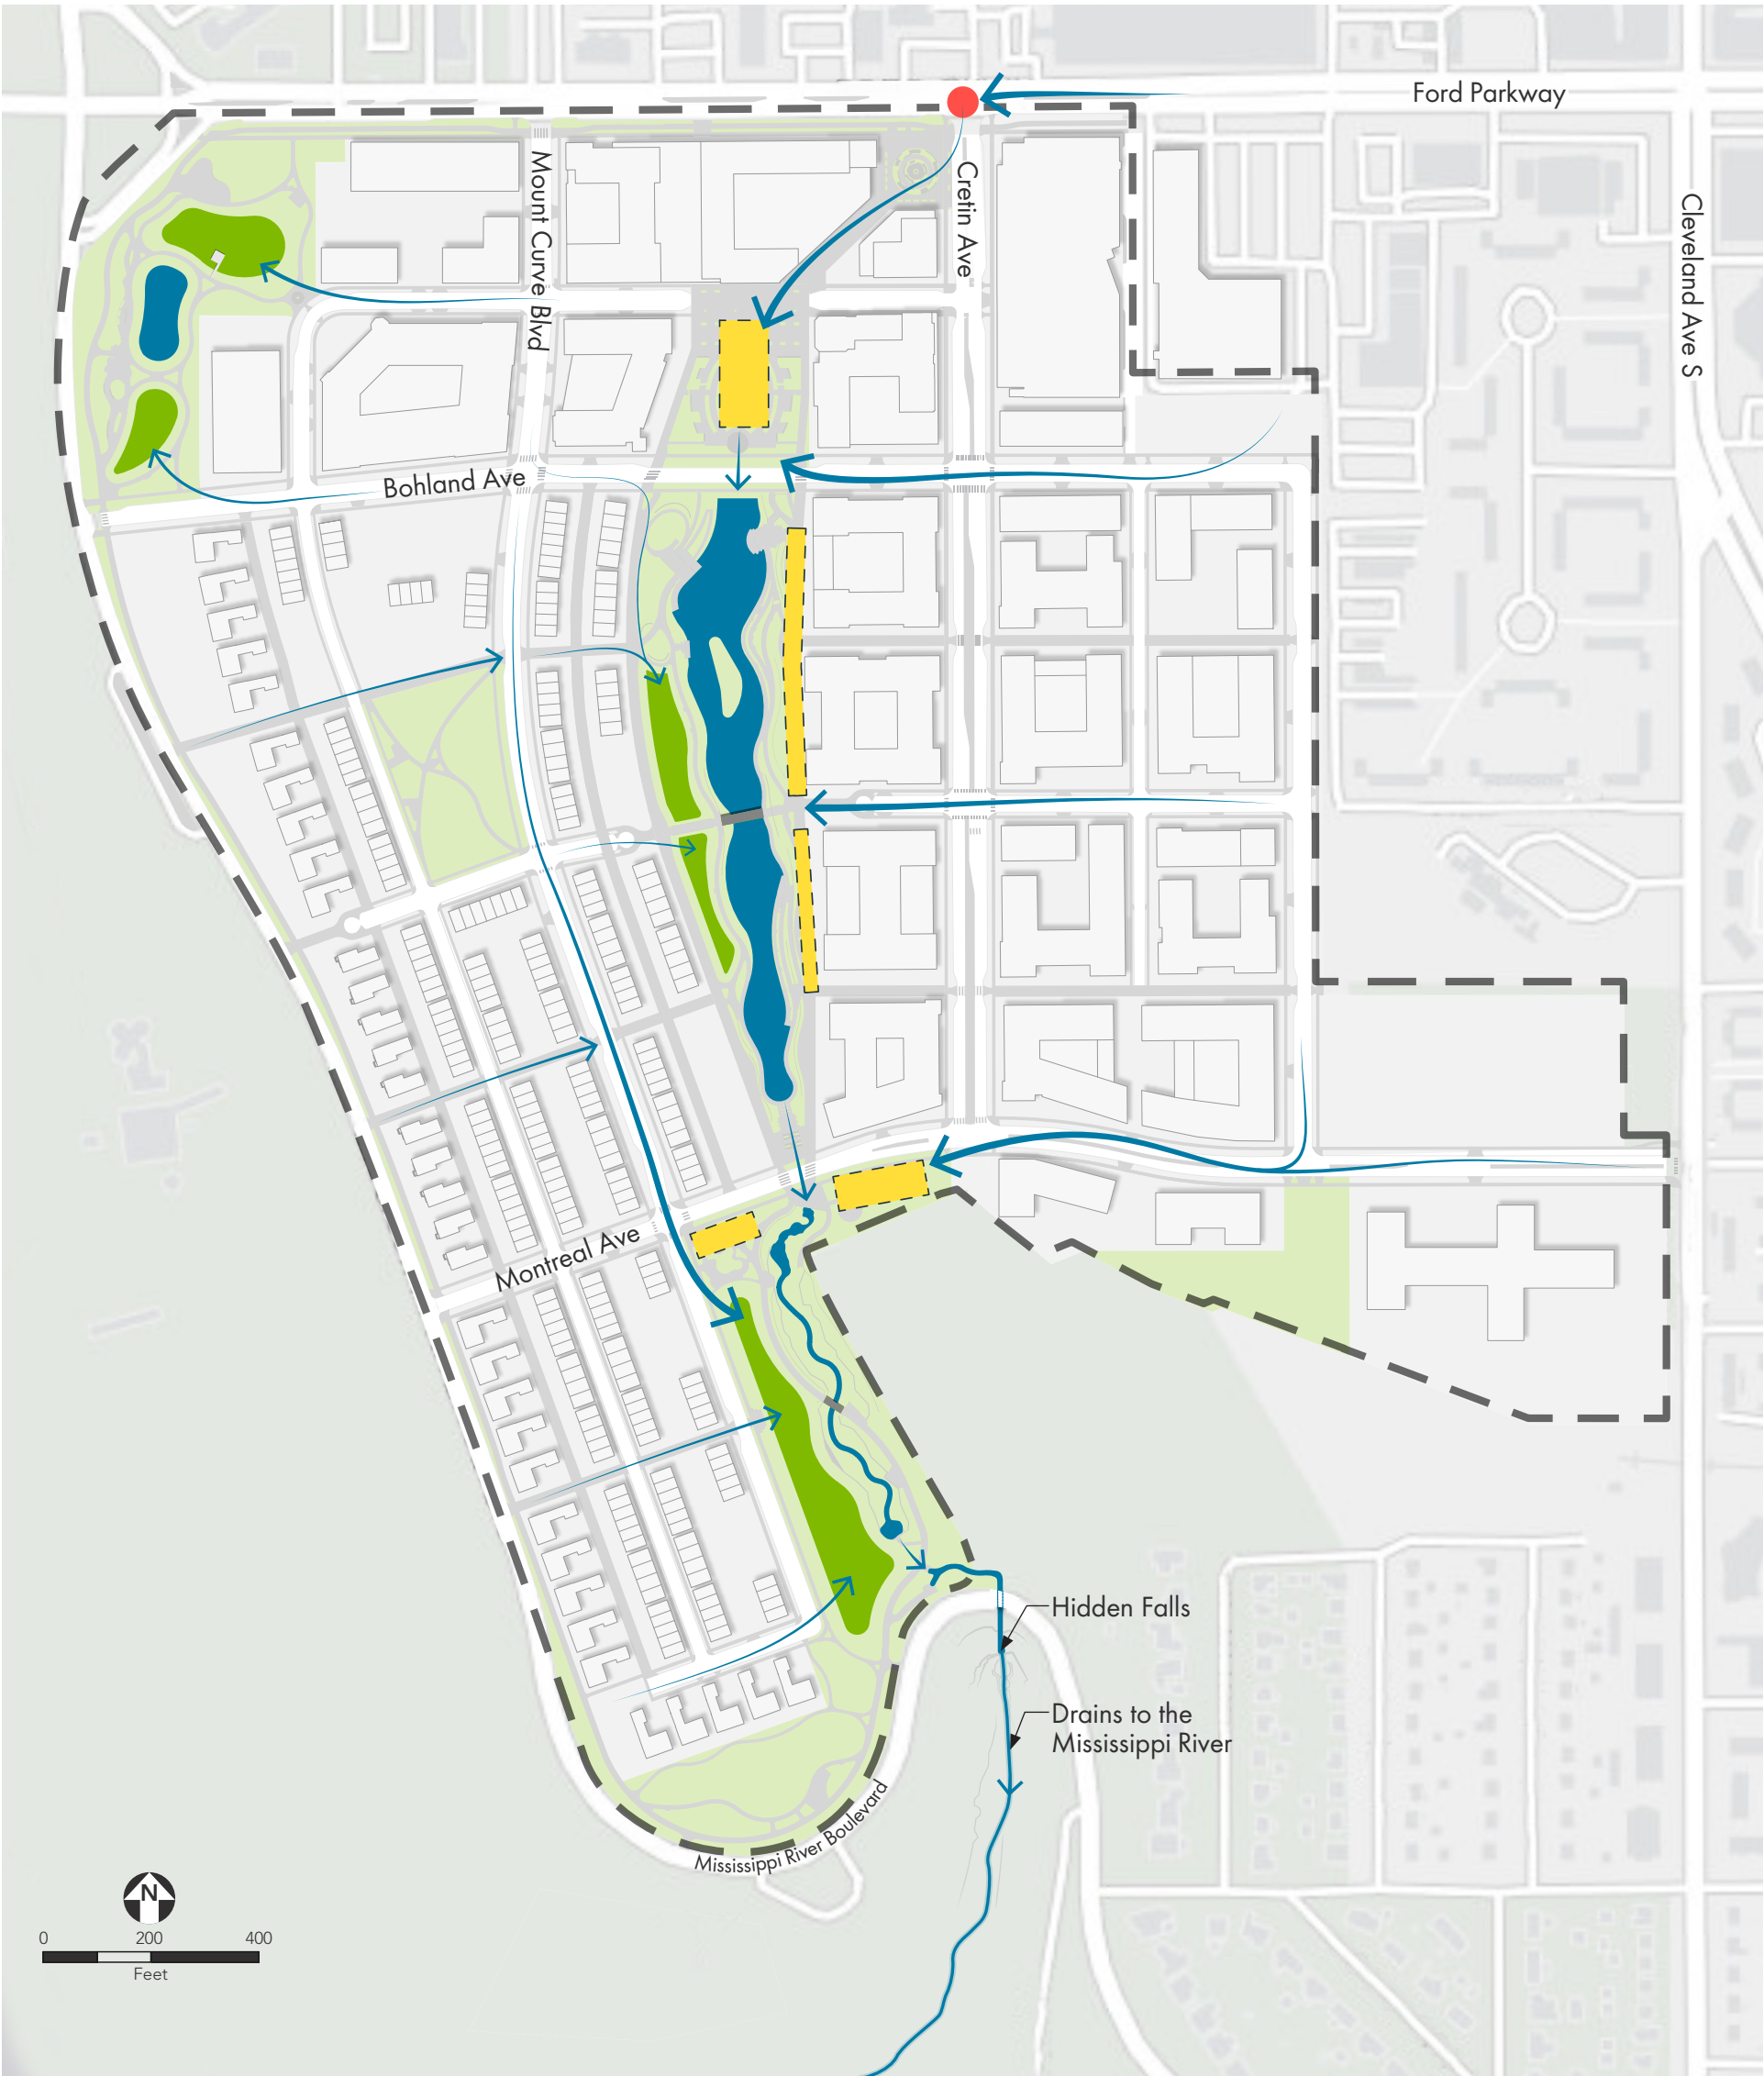 Ford Parkway
Mount Curve Blvd
Cretin Ave
Cleveland Ave S
Bohland Ave
Montreal Ave
Hidden Falls
Drains to the
Mississippi River
Mississippi River Boulevard
N
0 200 400
Feet